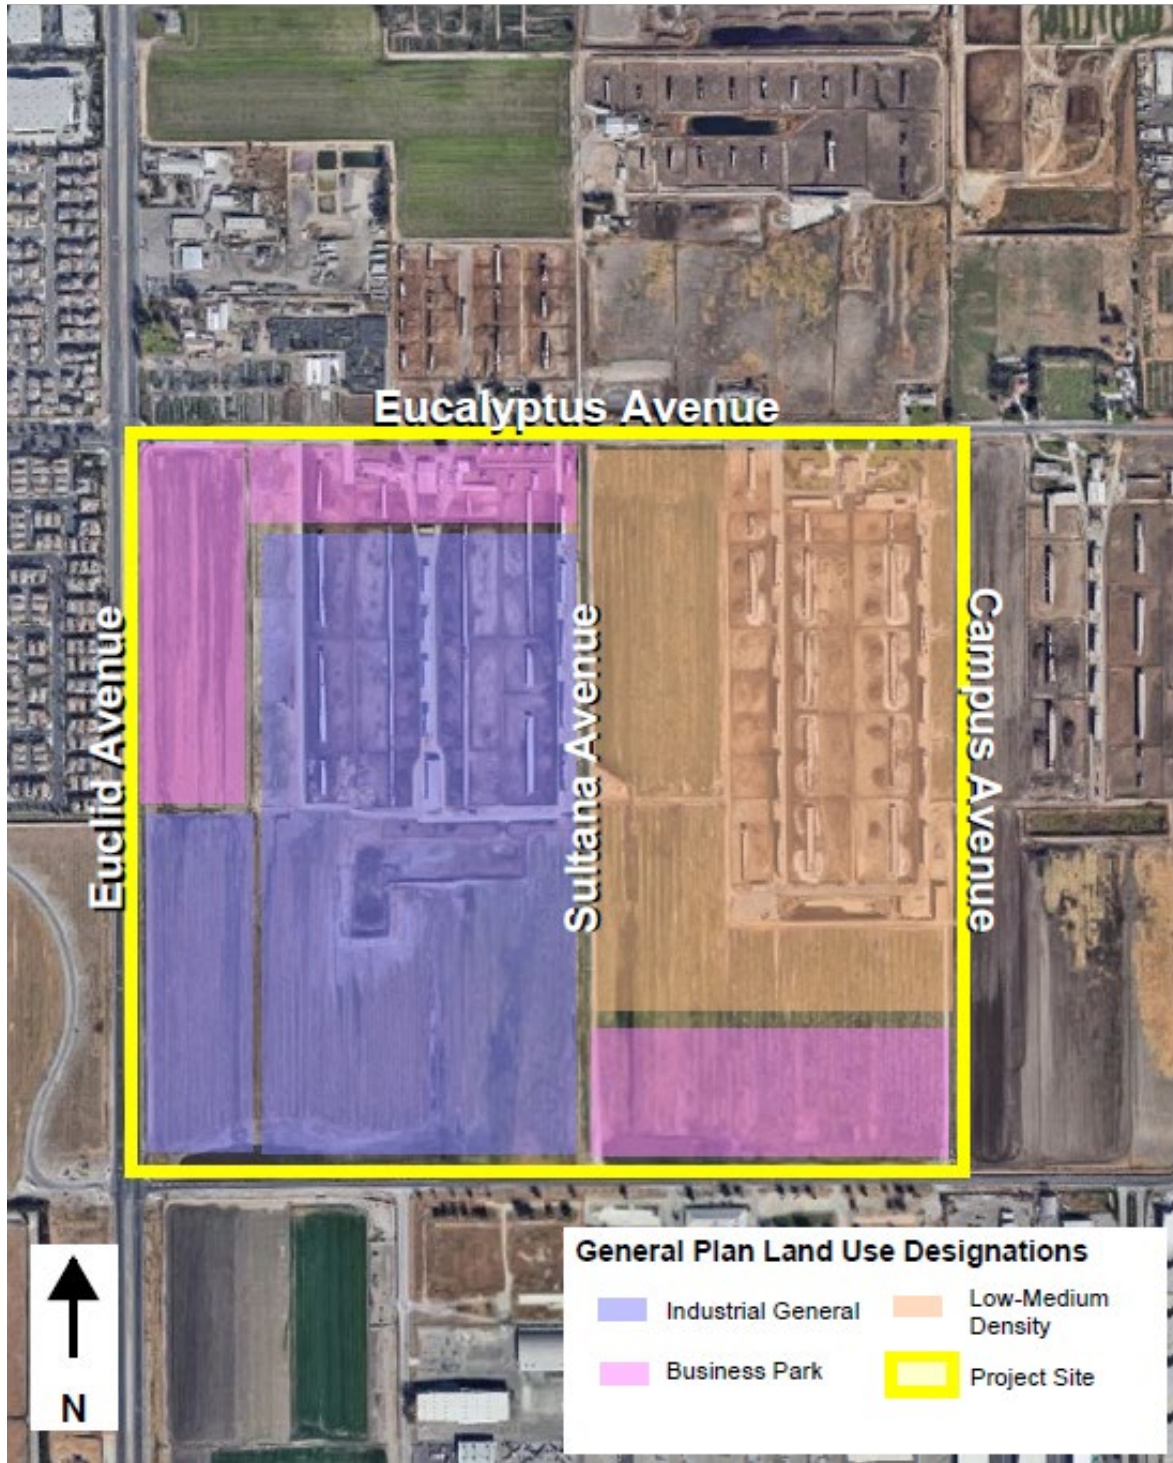 Eucalyptus Avenue
Euclid Avenue
Sultana Avenue
Campus Avenue
N
General Plan Land Use Designations
Industrial General
Low-Medium
Density
Business Park
Project Site